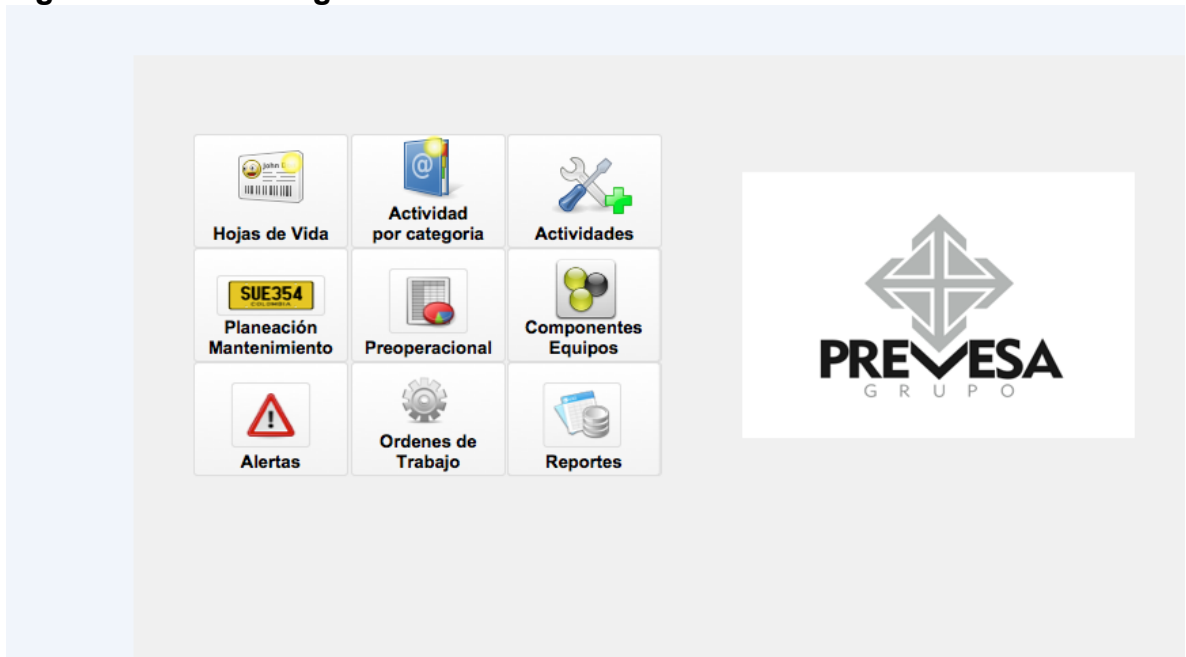 Hojas de Vida
Actividad
por categoria
Actividades
SUE354
COLOMBIA
Planeación
Mantenimiento
Preoperacional
Componentes
Equipos
Alertas
Ordenes de
Trabajo
Reportes
PREVESA
GRUPO